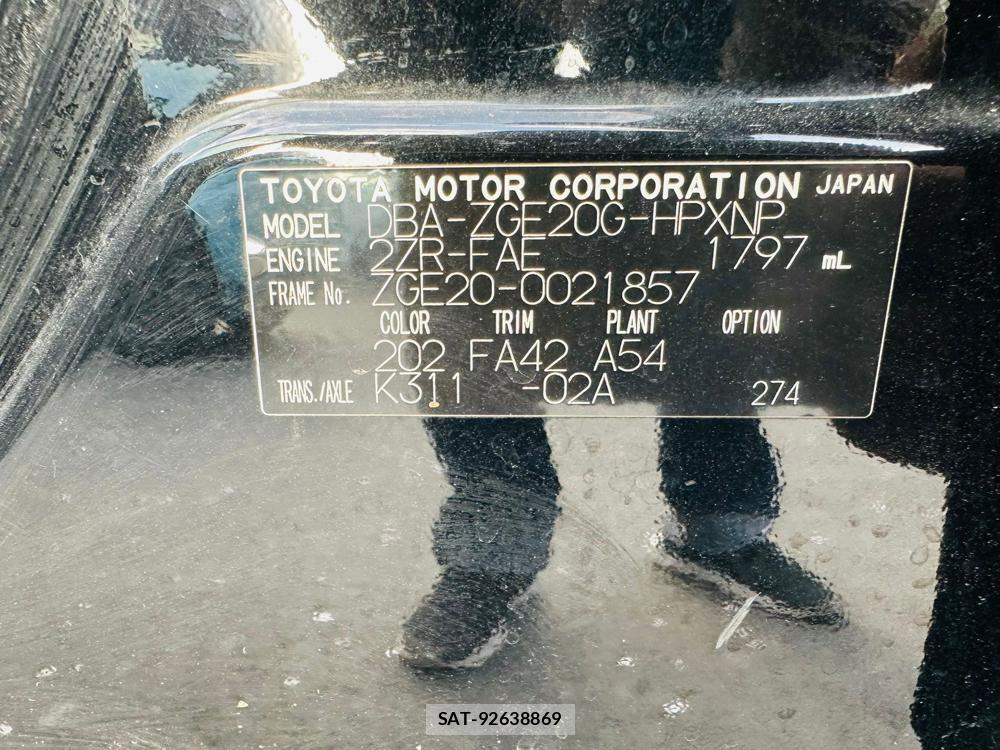 TOYOTA MOTOR CORPORATION JAPAN
MODEL DBA-ZGE20G-HPXNP
ENGINE 2ZR-FAE 1797 mL
FRAME No. ZGE20-0021857
COLOR TRIM PLANT OPTION
202 FA42 A54
TRANS./AXLE K311 -02A 274
SAT-92638869